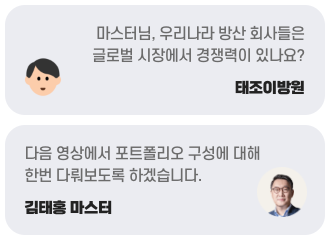 마스터님, 우리나라 방산 회사들은
글로벌 시장에서 경쟁력이 있나요?
태조이방원
다음 영상에서 포트폴리오 구성에 대해
한번 다뤄보도록 하겠습니다.
김태홍 마스터